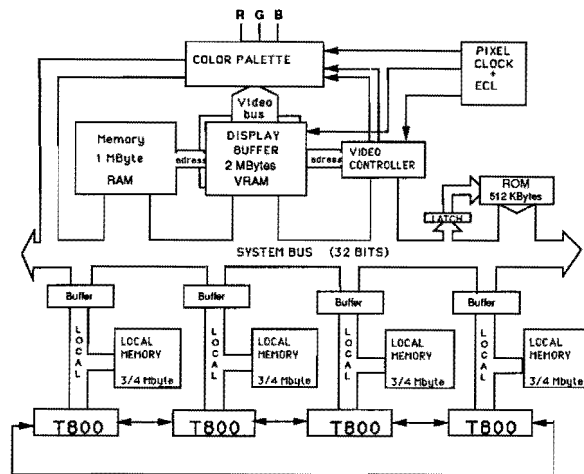 R G B
COLOR PALETTE
PIXEL
CLOCK
+
ECL
Video
bus
Memory
1 MByte
RAM
adress
DISPLAY
BUFFER
2 MBytes
VRAM
adress
VIDEO
CONTROLLER
ROM
512 KBytes
LATCH
SYSTEM BUS (32 BITS)
Buffer
Buffer
Buffer
Buffer
LOCAL
LOCAL
MEMORY
3/4 Mbyte
LOCAL
LOCAL
MEMORY
3/4 Mbyte
LOCAL
LOCAL
MEMORY
3/4 Mbyte
LOCAL
LOCAL
MEMORY
3/4 Mbyte
T800
T800
T800
T800